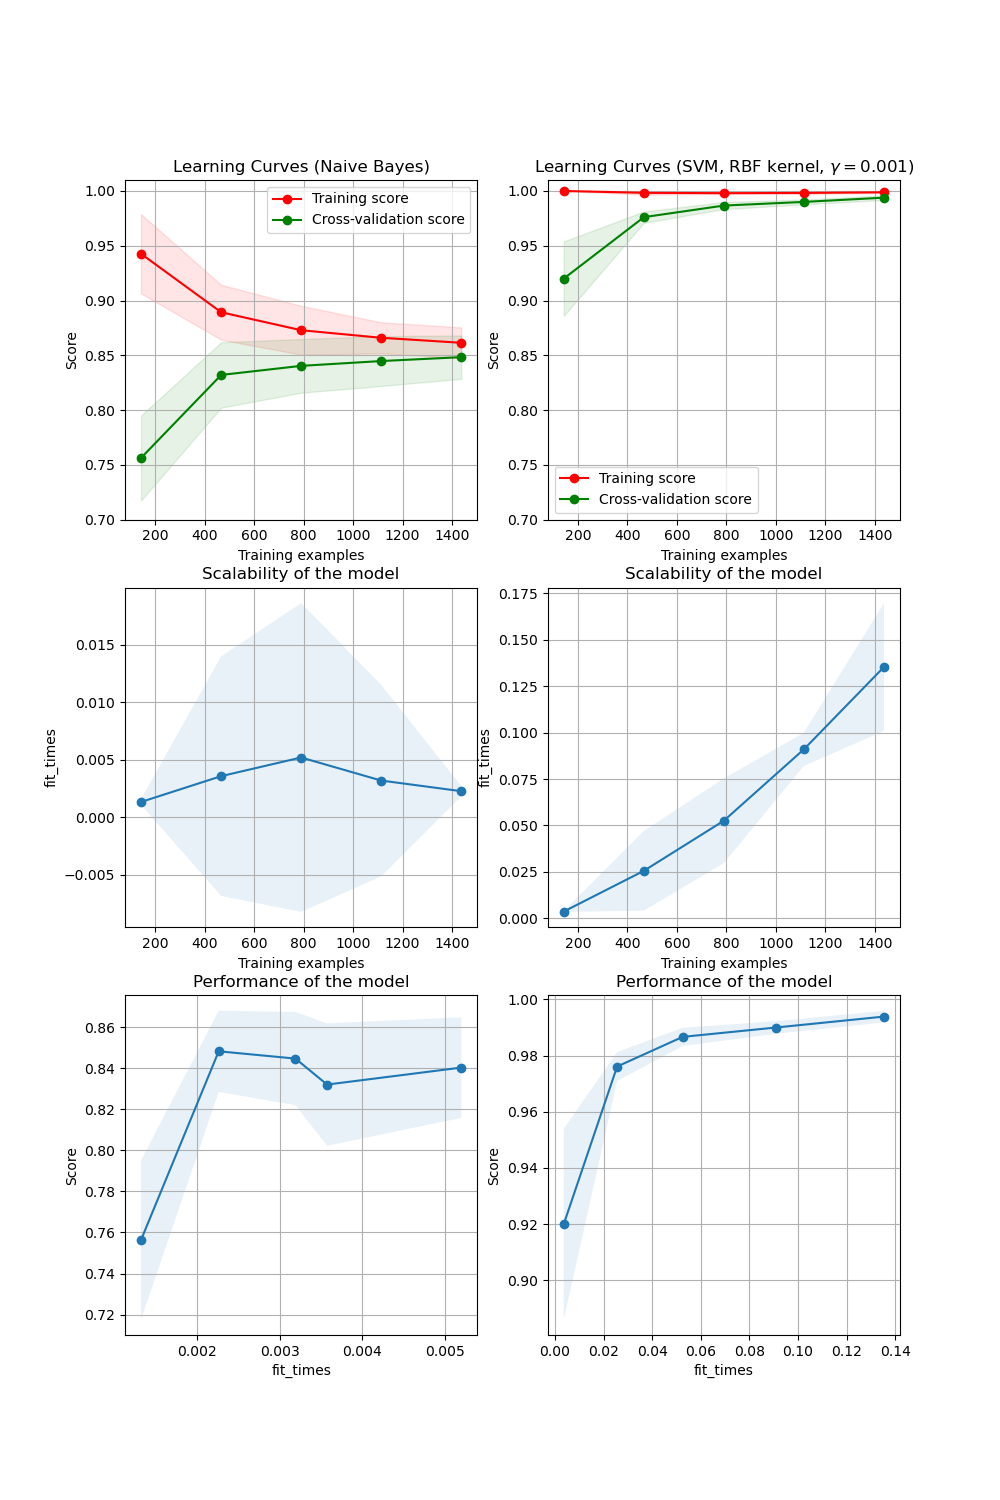 Learning Curves (Naive Bayes)
1.00
0.95
0.90
0.85
0.80
0.75
0.70
Score
Training score
Cross-validation score
200 400 600 800 1000 1200 1400
Training examples
Learning Curves (SVM, RBF kernel, γ = 0.001)
1.00
0.95
0.90
0.85
0.80
0.75
0.70
Score
Training score
Cross-validation score
200 400 600 800 1000 1200 1400
Training examples
Scalability of the model
0.015
0.010
0.005
0.000
−0.005
fit_times
200 400 600 800 1000 1200 1400
Training examples
Scalability of the model
0.175
0.150
0.125
0.100
0.075
0.050
0.025
0.000
fit_times
200 400 600 800 1000 1200 1400
Training examples
Performance of the model
0.86
0.84
0.82
0.80
0.78
0.76
0.74
0.72
Score
0.002 0.003 0.004 0.005
fit_times
Performance of the model
1.00
0.98
0.96
0.94
0.92
0.90
Score
0.00 0.02 0.04 0.06 0.08 0.10 0.12 0.14
fit_times